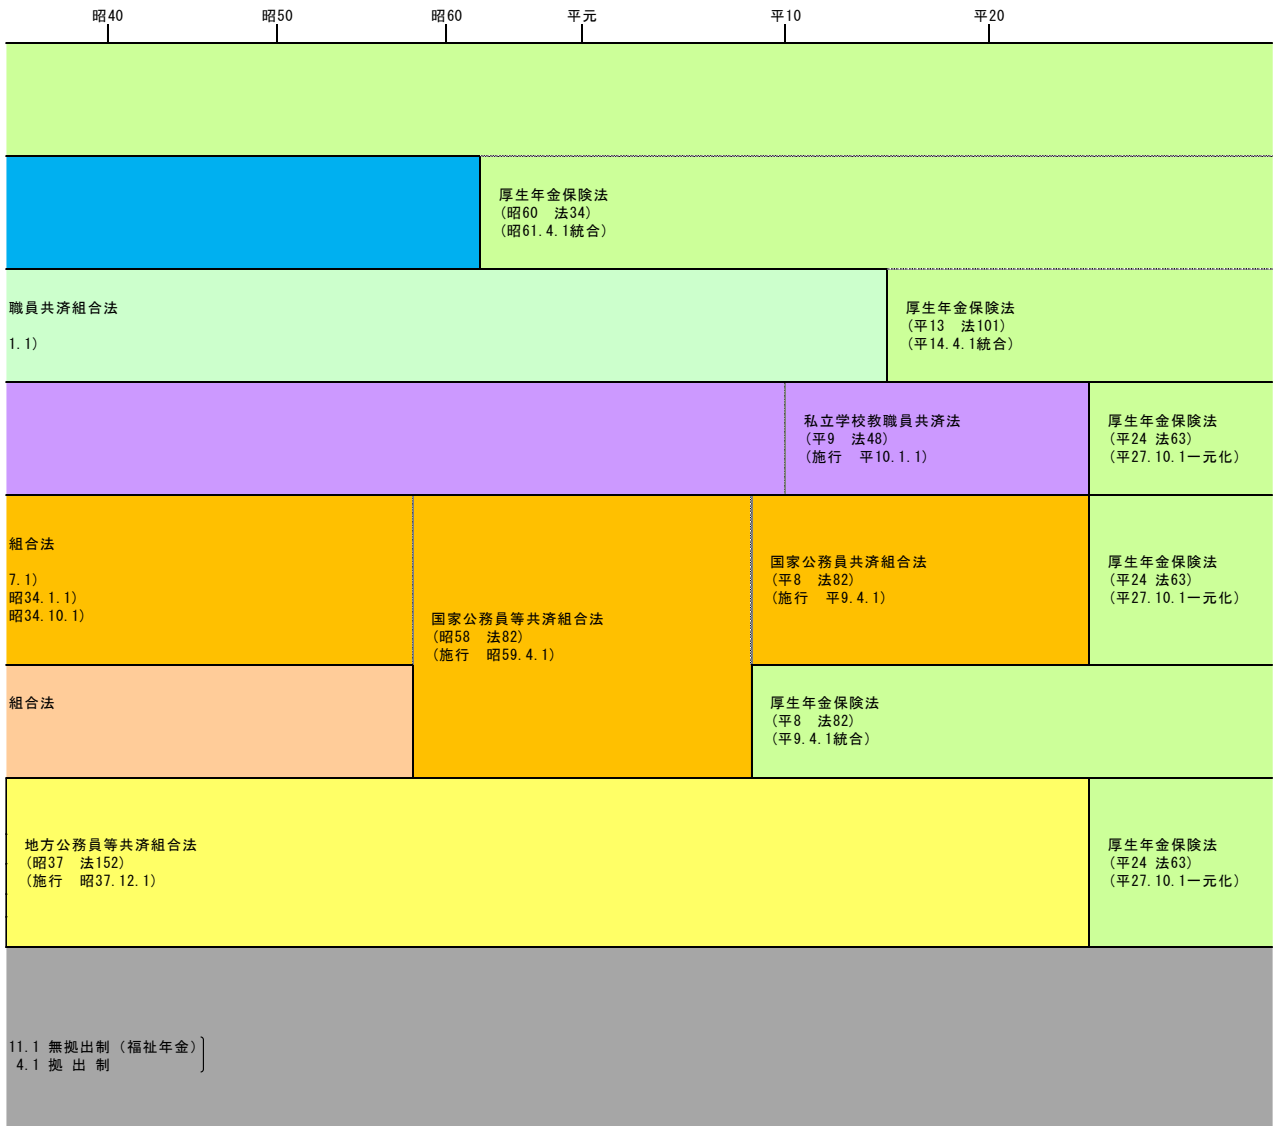 昭40 昭50 昭60 平元 平10 平20
厚生年金保険法
(昭60 法34)
(昭61.4.1統合)
職員共済組合法
1.1)
厚生年金保険法
(平13 法101)
(平14.4.1統合)
私立学校教職員共済法
(平9 法48)
(施行 平10.1.1)
厚生年金保険法
(平24 法63)
(平27.10.1一元化)
組合法
7.1)
昭34.1.1)
昭34.10.1)
国家公務員等共済組合法
(昭58 法82)
(施行 昭59.4.1)
国家公務員共済組合法
(平8 法82)
(施行 平9.4.1)
厚生年金保険法
(平24 法63)
(平27.10.1一元化)
組合法
厚生年金保険法
(平8 法82)
(平9.4.1統合)
地方公務員等共済組合法
(昭37 法152)
(施行 昭37.12.1)
厚生年金保険法
(平24 法63)
(平27.10.1一元化)
11.1 無拠出制(福祉年金)
4.1 拠 出 制